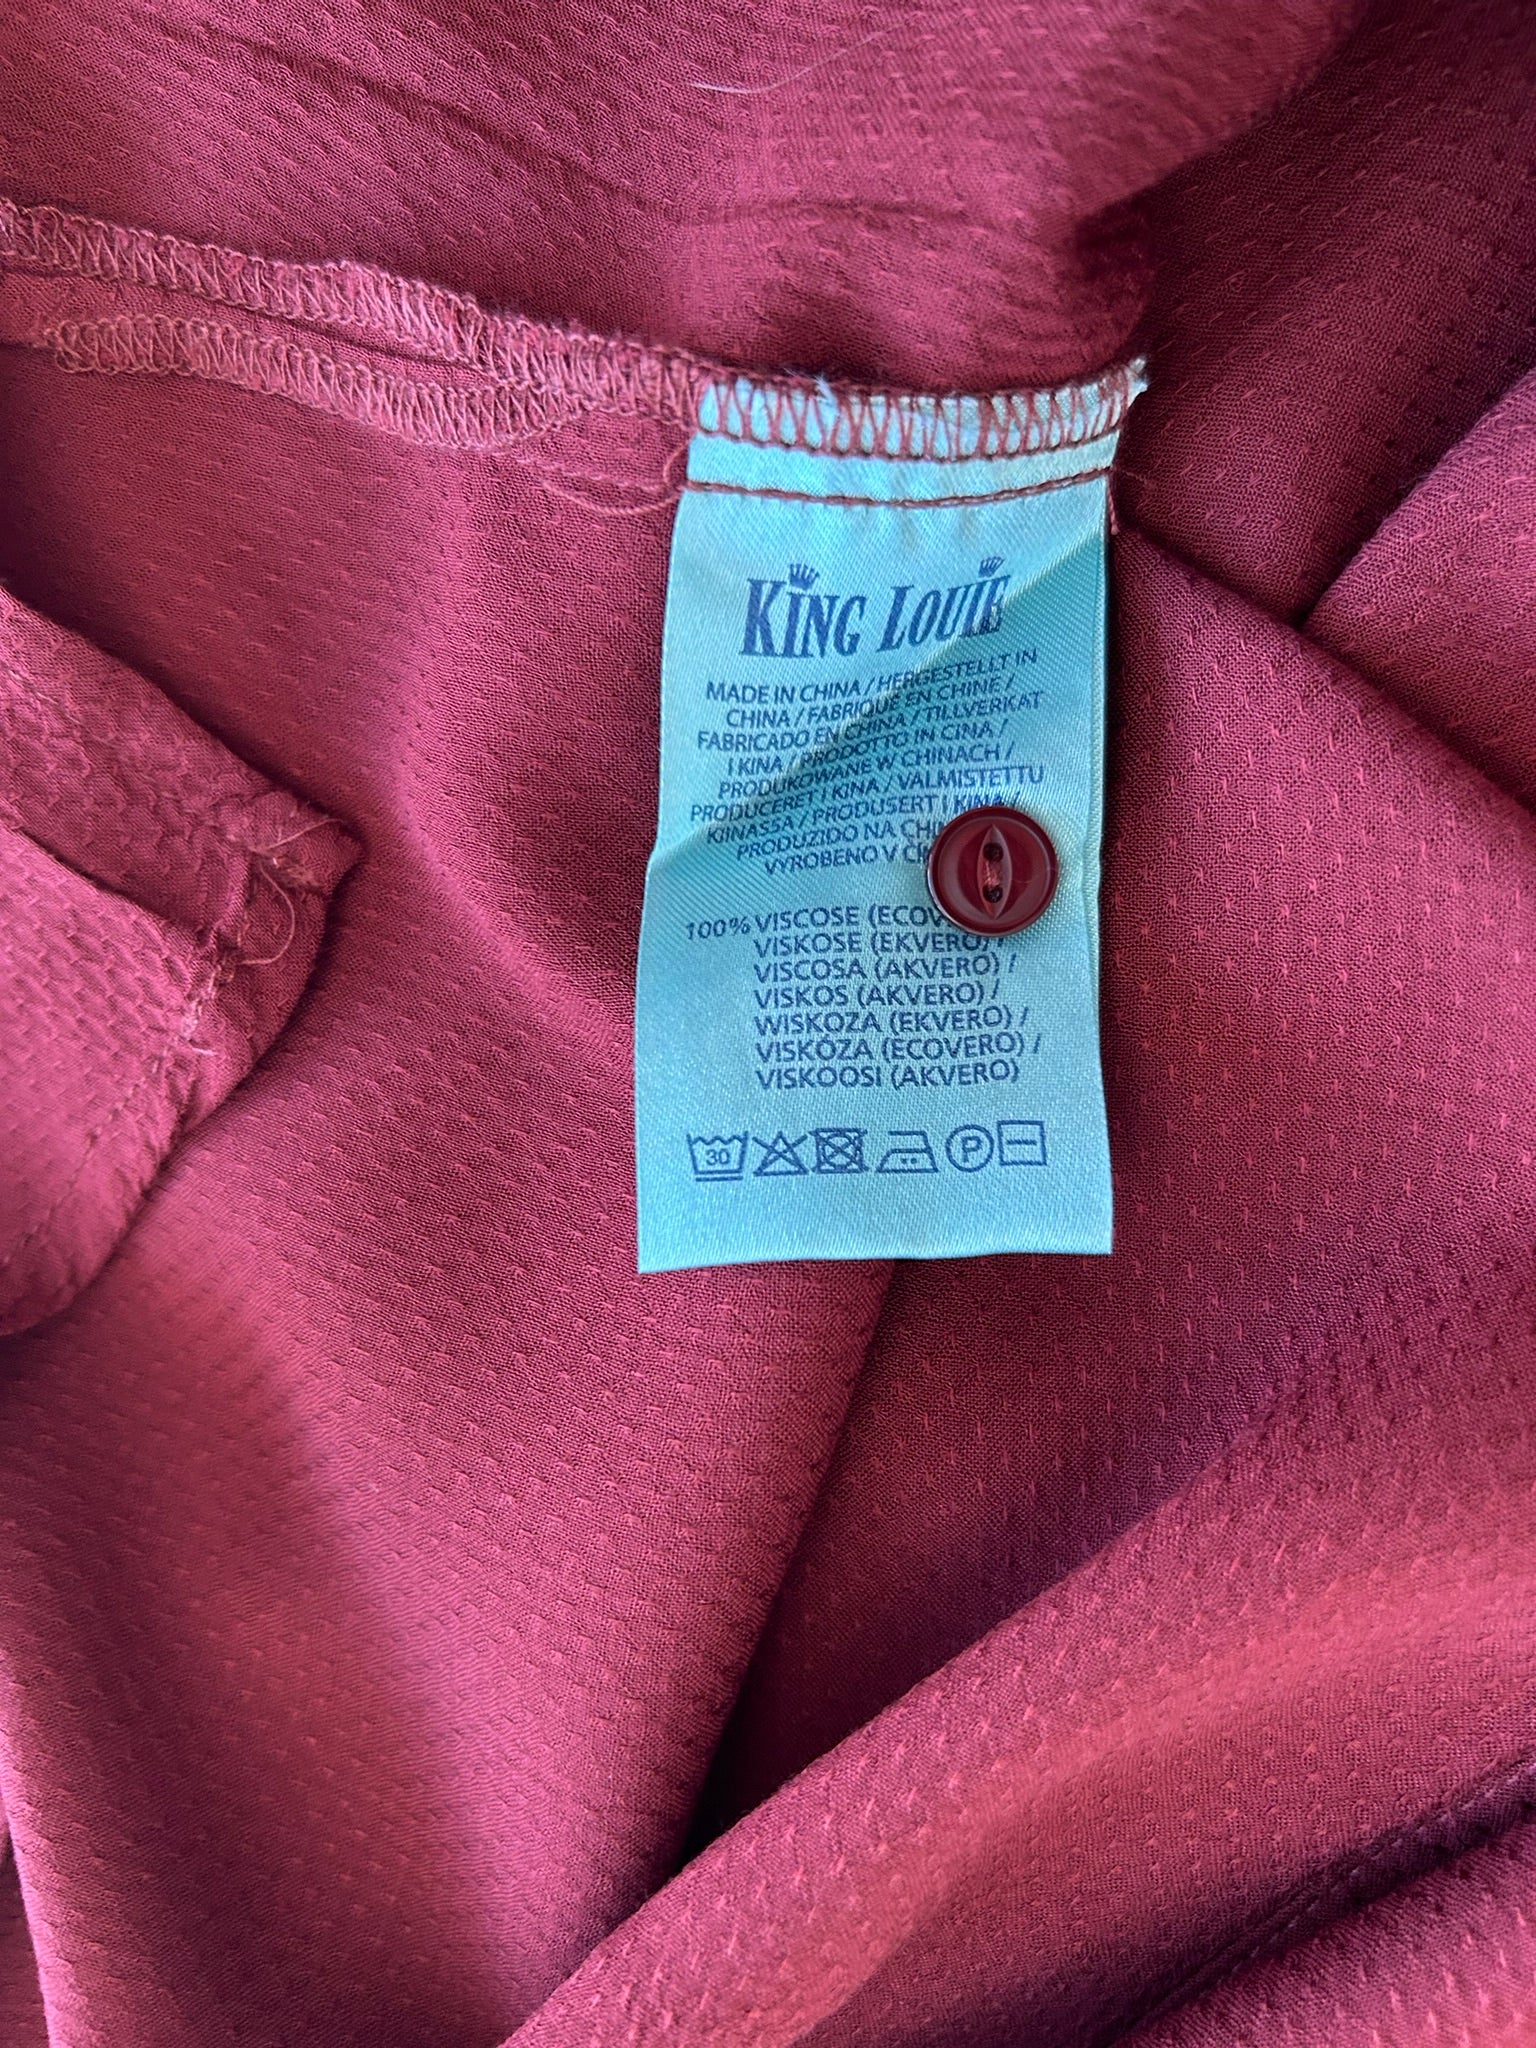 KING LOUIE
MADE IN CHINA / HERGESTELLT IN
CHINA / FABRIQUÉ EN CHINE /
FABRICADO EN CHINA / TILLVERKAT
I KINA / PRODOTTO IN CINA /
PRODUKOWANE W CHINACH /
PRODUCERET I KINA / VALMISTETTU
KIINASSA / PRODUSERT I KINA /
PRODUZIDO NA
VYROBENO V
100% VISCOSE
VISKOSE (EKVERO) /
VISCOSA (AKVERO) /
VISKOS (AKVERO) /
WISKOZA (EKVERO) /
VISKÓZA (ECOVERO) /
VISKOOSI (AKVERO)
30 P